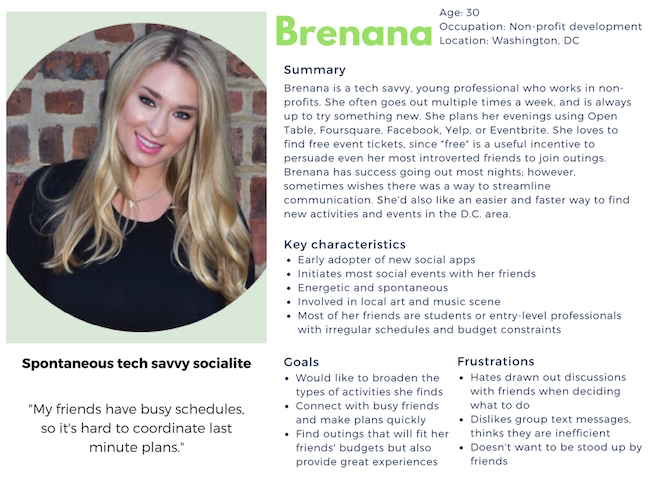 Brenana
Age: 30
Occupation: Non-profit development
Location: Washington, DC
Summary
Brenana is a tech savvy, young professional who works in non-
profits. She often goes out multiple times a week, and is always
up to try something new. She plans her evenings using Open
Table, Foursquare, Facebook, Yelp, or Eventbrite. She loves to
find free event tickets, since "free" is a useful incentive to
persuade even her most introverted friends to join outings.
Brenana has success going out most nights; however,
sometimes wishes there was a way to streamline
communication. She'd also like an easier and faster way to find
new activities and events in the D.C. area.
Key characteristics
• Early adopter of new social apps
• Initiates most social events with her friends
• Energetic and spontaneous
• Involved in local art and music scene
• Most of her friends are students or entry-level professionals
with irregular schedules and budget constraints
Spontaneous tech savvy socialite
"My friends have busy schedules,
so it's hard to coordinate last
minute plans."
Goals
• Would like to broaden the
types of activities she finds
• Connect with busy friends
and make plans quickly
• Find outings that will fit her
friends' budgets but also
provide great experiences
Frustrations
• Hates drawn out discussions
with friends when deciding
what to do
• Dislikes group text messages,
thinks they are inefficient
• Doesn't want to be stood up by
friends